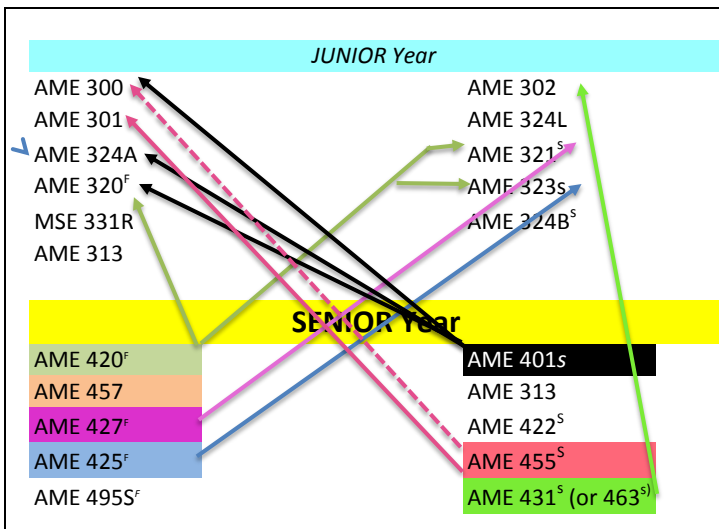 JUNIOR Year
AME 300
AME 301
AME 324A
AME 320F
MSE 331R
AME 313
AME 302
AME 324L
AME 321S
AME 323s
AME 324BS
SENIOR Year
AME 420F
AME 457
AME 427F
AME 425F
AME 495SF
AME 401s
AME 313
AME 422S
AME 455S
AME 431S (or 463s)